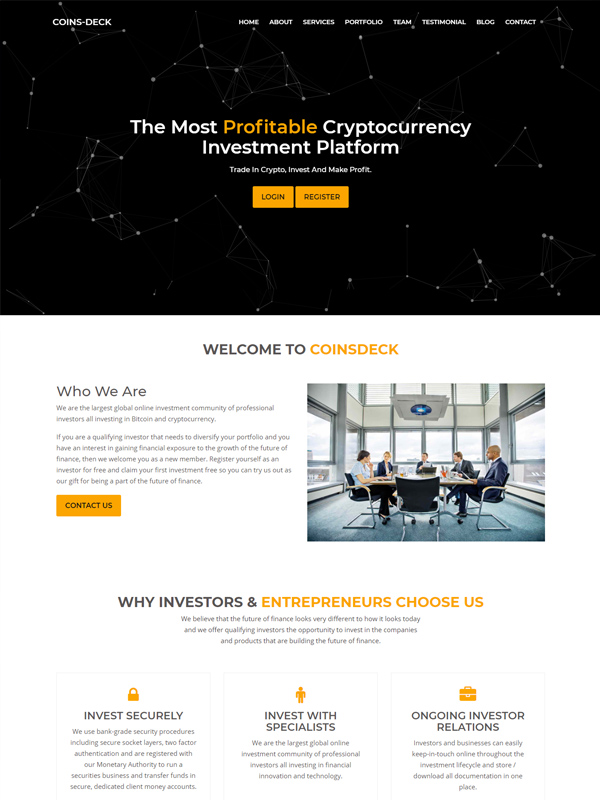 COINS-DECK
HOME ABOUT SERVICES PORTFOLIO TEAM TESTIMONIAL BLOG CONTACT
The Most Profitable Cryptocurrency
Investment Platform
Trade In Crypto, Invest And Make Profit.
LOGIN REGISTER
WELCOME TO COINSDECK
Who We Are
We are the largest global online investment community of professional
investors all investing in Bitcoin and cryptocurrency.
If you are a qualifying investor that needs to diversify your portfolio and you
have an interest in gaining financial exposure to the growth of the future of
finance, then we welcome you as a new member. Register yourself as an
investor for free and claim your first investment free so you can try us out as
our gift for being a part of the future of finance.
CONTACT US
WHY INVESTORS & ENTREPRENEURS CHOOSE US
We believe that the future of finance looks very different to how it looks today
and we offer qualifying investors the opportunity to invest in the companies
and products that are building the future of finance.
INVEST SECURELY
We use bank-grade security procedures
including secure socket layers, two factor
authentication and are registered with
our Monetary Authority to run a
securities business and transfer funds in
secure, dedicated client money accounts.
INVEST WITH
SPECIALISTS
We are the largest global online
investment community of professional
investors all investing in financial
innovation and technology.
ONGOING INVESTOR
RELATIONS
Investors and businesses can easily
keep-in-touch online throughout the
investment lifecycle and store /
download all documentation in one
place.